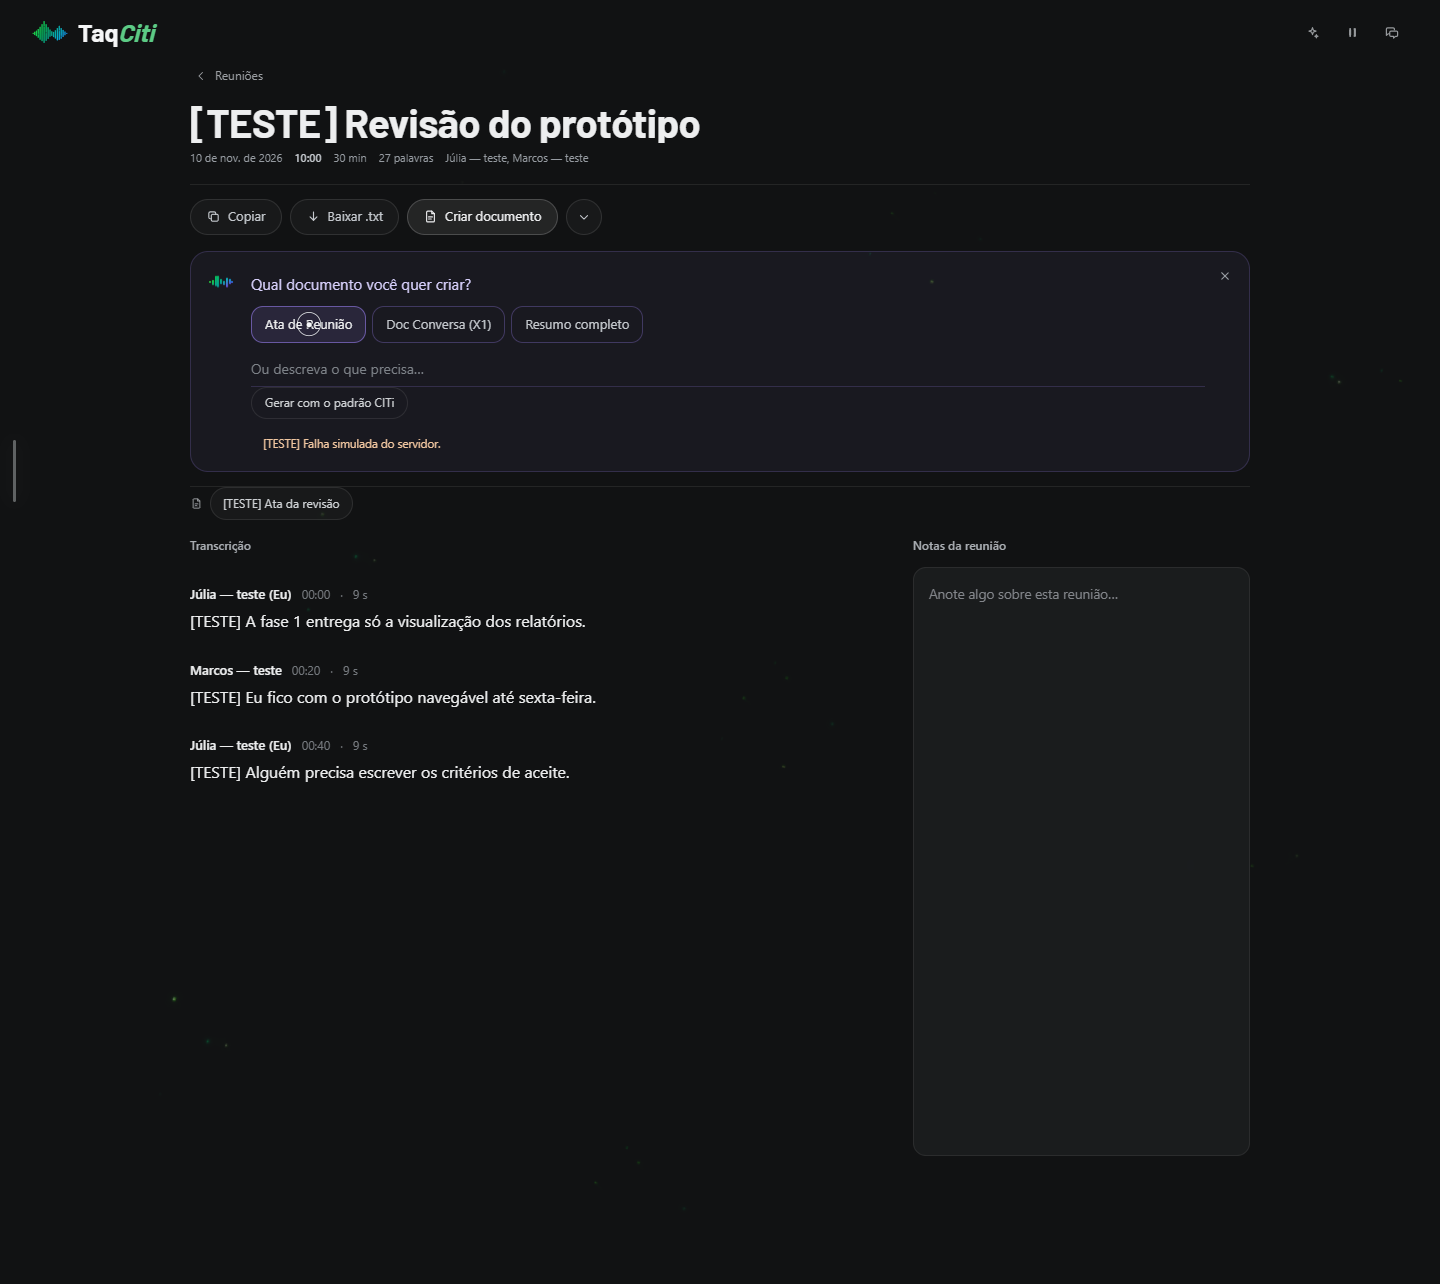 TaqCiti
Reuniões
[TESTE] Revisão do protótipo
10 de nov. de 2026 10:00 30 min 27 palavras Júlia — teste, Marcos — teste
Copiar Baixar .txt Criar documento
Qual documento você quer criar?
Ata de Reunião Doc Conversa (X1) Resumo completo
Ou descreva o que precisa...
Gerar com o padrão CITi
[TESTE] Falha simulada do servidor.
[TESTE] Ata da revisão
Transcrição
Júlia — teste (Eu) 00:00 · 9 s
[TESTE] A fase 1 entrega só a visualização dos relatórios.
Marcos — teste 00:20 · 9 s
[TESTE] Eu fico com o protótipo navegável até sexta-feira.
Júlia — teste (Eu) 00:40 · 9 s
[TESTE] Alguém precisa escrever os critérios de aceite.
Notas da reunião
Anote algo sobre esta reunião...